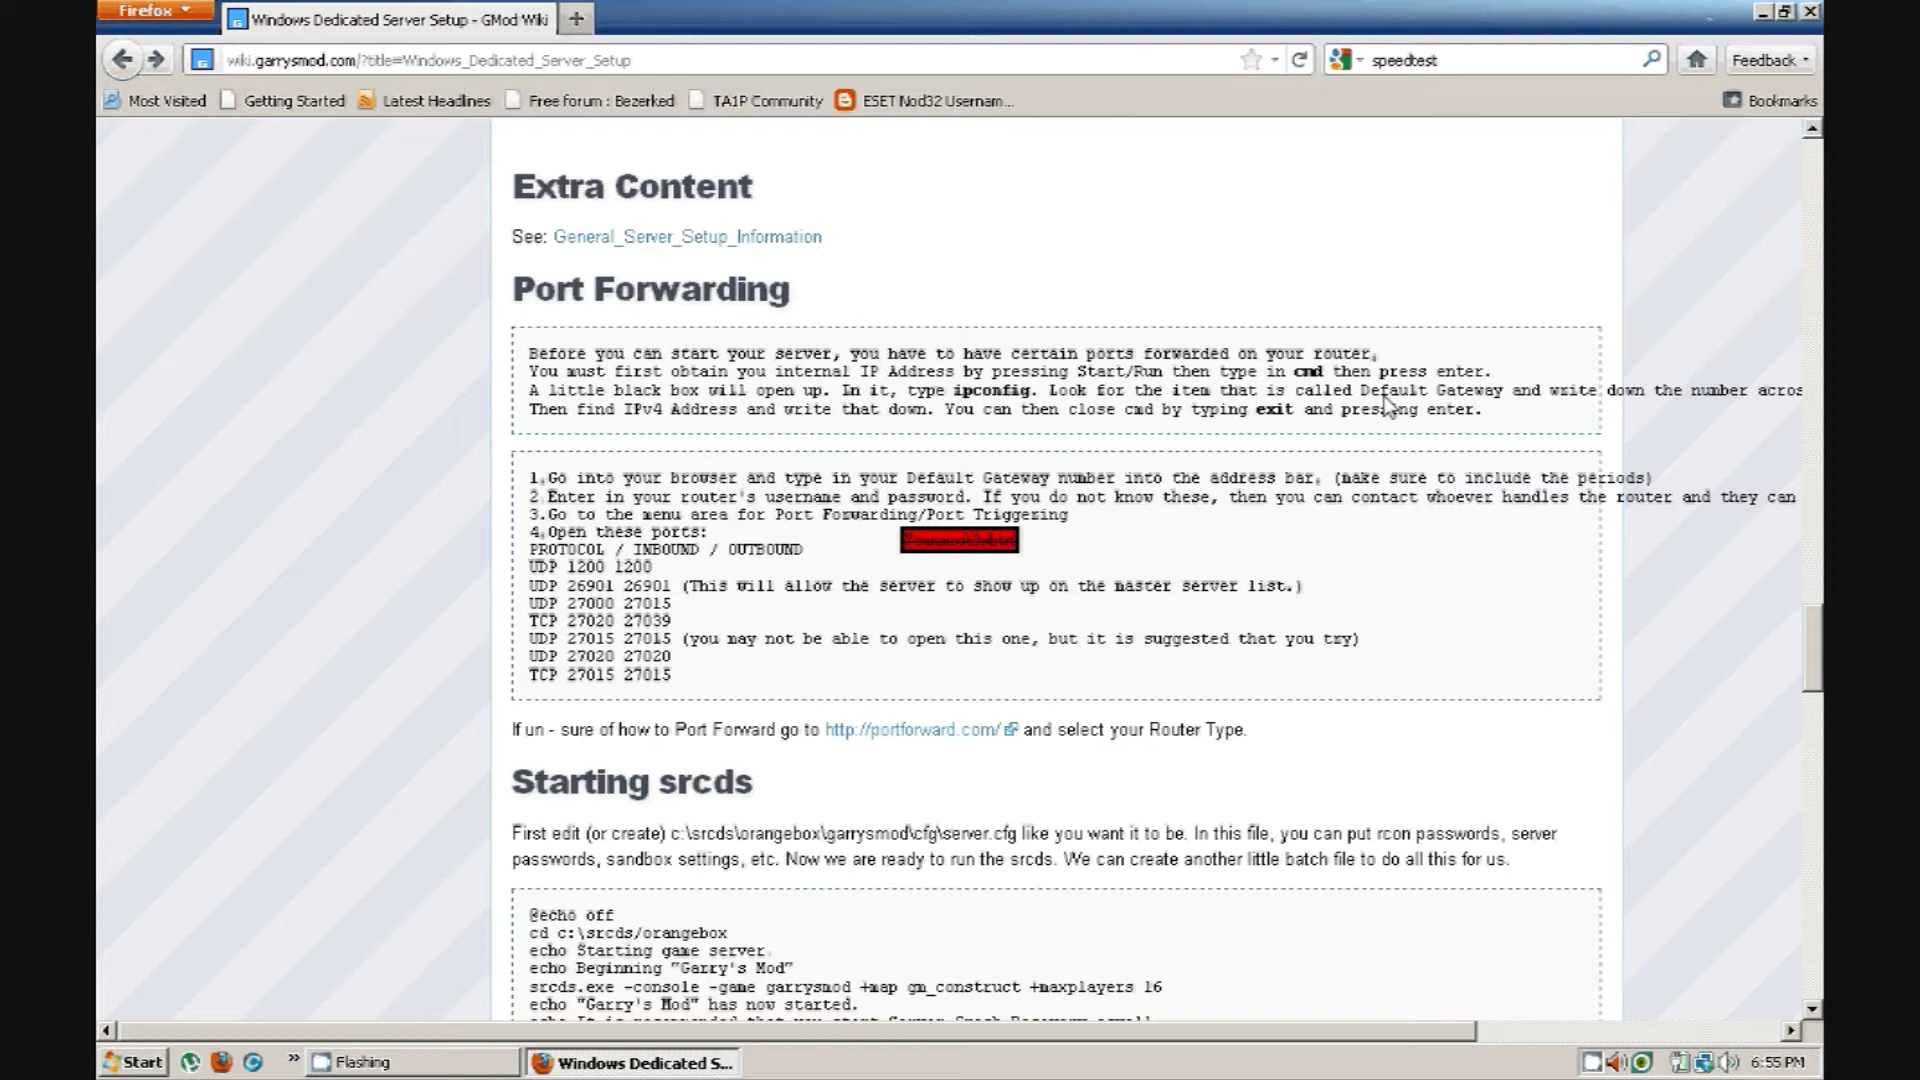 Firefox
Windows Dedicated Server Setup - GMod Wiki
wiki.garrysmod.com/?title=Windows_Dedicated_Server_Setup
speedtest
Feedback
Most Visited
Getting Started
Latest Headlines
Free forum : Bezerked
TA1P Community
ESET Nod32 Usernam...
Bookmarks
Extra Content
See: General_Server_Setup_Information
Port Forwarding
Before you can start your server, you have to have certain ports forwarded on your router.
You must first obtain you internal IP Address by pressing Start/Run then type in cmd then press enter.
A little black box will open up. In it, type ipconfig. Look for the item that is called Default Gateway and write down the number acros
Then find IPv4 Address and write that down. You can then close cmd by typing exit and pressing enter.
1.Go into your browser and type in your Default Gateway number into the address bar. (make sure to include the periods)
2.Enter in your router's username and password. If you do not know these, then you can contact whoever handles the router and they can
3.Go to the menu area for Port Forwarding/Port Triggering
4.Open these ports:
PROTOCOL / INBOUND / OUTBOUND
UDP 1200 1200
UDP 26901 26901 (This will allow the server to show up on the master server list.)
UDP 27000 27015
TCP 27020 27039
UDP 27015 27015 (you may not be able to open this one, but it is suggested that you try)
UDP 27020 27020
TCP 27015 27015
If un - sure of how to Port Forward go to http://portforward.com/ and select your Router Type.
Starting srcds
First edit (or create) c:\srcds\orangebox\garrysmod\cfg\server.cfg like you want it to be. In this file, you can put rcon passwords, server
passwords, sandbox settings, etc. Now we are ready to run the srcds. We can create another little batch file to do all this for us.
@echo off
cd c:\srcds/orangebox
echo Starting game server.
echo Beginning "Garry's Mod"
srcds.exe -console -game garrysmod +map gm_construct +maxplayers 16
echo "Garry's Mod" has now started.
Start
Flashing
Windows Dedicated S...
6:55 PM